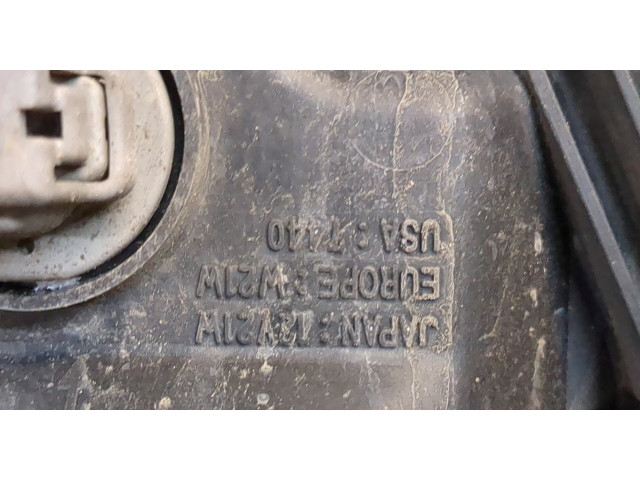 JAPAN : 12V21W
EUROPE : W21W
USA : 7440